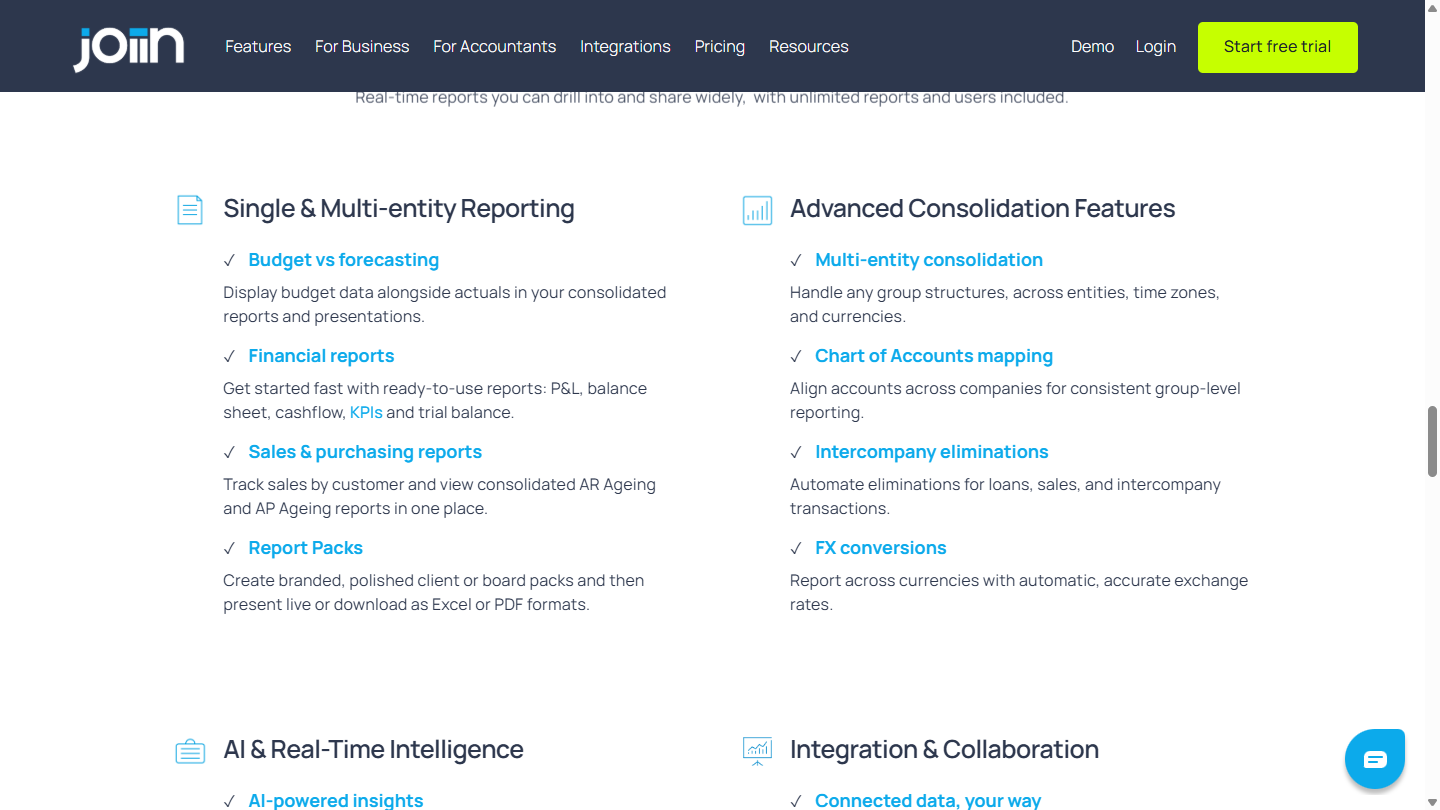 joiin
Features
For Business
For Accountants
Integrations
Pricing
Resources
Demo
Login
Start free trial
Real-time reports you can drill into and share widely, with unlimited reports and users included.
Single & Multi-entity Reporting
✓ Budget vs forecasting
Display budget data alongside actuals in your consolidated
reports and presentations.
✓ Financial reports
Get started fast with ready-to-use reports: P&L, balance
sheet, cashflow, KPIs and trial balance.
✓ Sales & purchasing reports
Track sales by customer and view consolidated AR Ageing
and AP Ageing reports in one place.
✓ Report Packs
Create branded, polished client or board packs and then
present live or download as Excel or PDF formats.
Advanced Consolidation Features
✓ Multi-entity consolidation
Handle any group structures, across entities, time zones,
and currencies.
✓ Chart of Accounts mapping
Align accounts across companies for consistent group-level
reporting.
✓ Intercompany eliminations
Automate eliminations for loans, sales, and intercompany
transactions.
✓ FX conversions
Report across currencies with automatic, accurate exchange
rates.
AI & Real-Time Intelligence
✓ AI-powered insights
Integration & Collaboration
✓ Connected data, your way